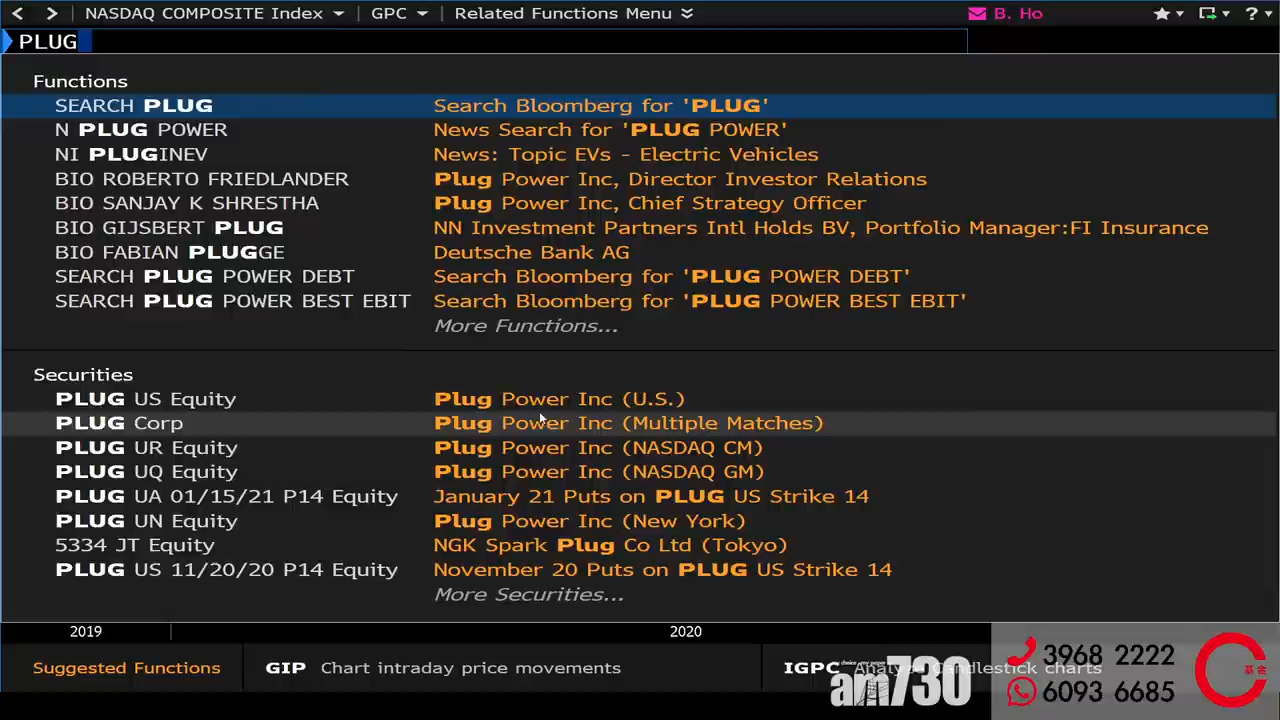 NASDAQ COMPOSITE Index GPC Related Functions Menu B. Ho ?
PLUG
Functions
SEARCH PLUG Search Bloomberg for 'PLUG'
N PLUG POWER News Search for 'PLUG POWER'
NI PLUGINEV News: Topic EVs - Electric Vehicles
BIO ROBERTO FRIEDLANDER Plug Power Inc, Director Investor Relations
BIO SANJAY K SHRESTHA Plug Power Inc, Chief Strategy Officer
BIO GIJSBERT PLUG NN Investment Partners Intl Holds BV, Portfolio Manager:FI Insurance
BIO FABIAN PLUGGE Deutsche Bank AG
SEARCH PLUG POWER DEBT Search Bloomberg for 'PLUG POWER DEBT'
SEARCH PLUG POWER BEST EBIT Search Bloomberg for 'PLUG POWER BEST EBIT'
More Functions...
Securities
PLUG US Equity Plug Power Inc (U.S.)
PLUG Corp Plug Power Inc (Multiple Matches)
PLUG UR Equity Plug Power Inc (NASDAQ CM)
PLUG UQ Equity Plug Power Inc (NASDAQ GM)
PLUG UA 01/15/21 P14 Equity January 21 Puts on PLUG US Strike 14
PLUG UN Equity Plug Power Inc (New York)
5334 JT Equity NGK Spark Plug Co Ltd (Tokyo)
PLUG US 11/20/20 P14 Equity November 20 Puts on PLUG US Strike 14
More Securities...
2019 2020
Suggested Functions GIP Chart intraday price movements IGPC Analyze Candlestick charts
am730
3968 2222
6093 6685
基金